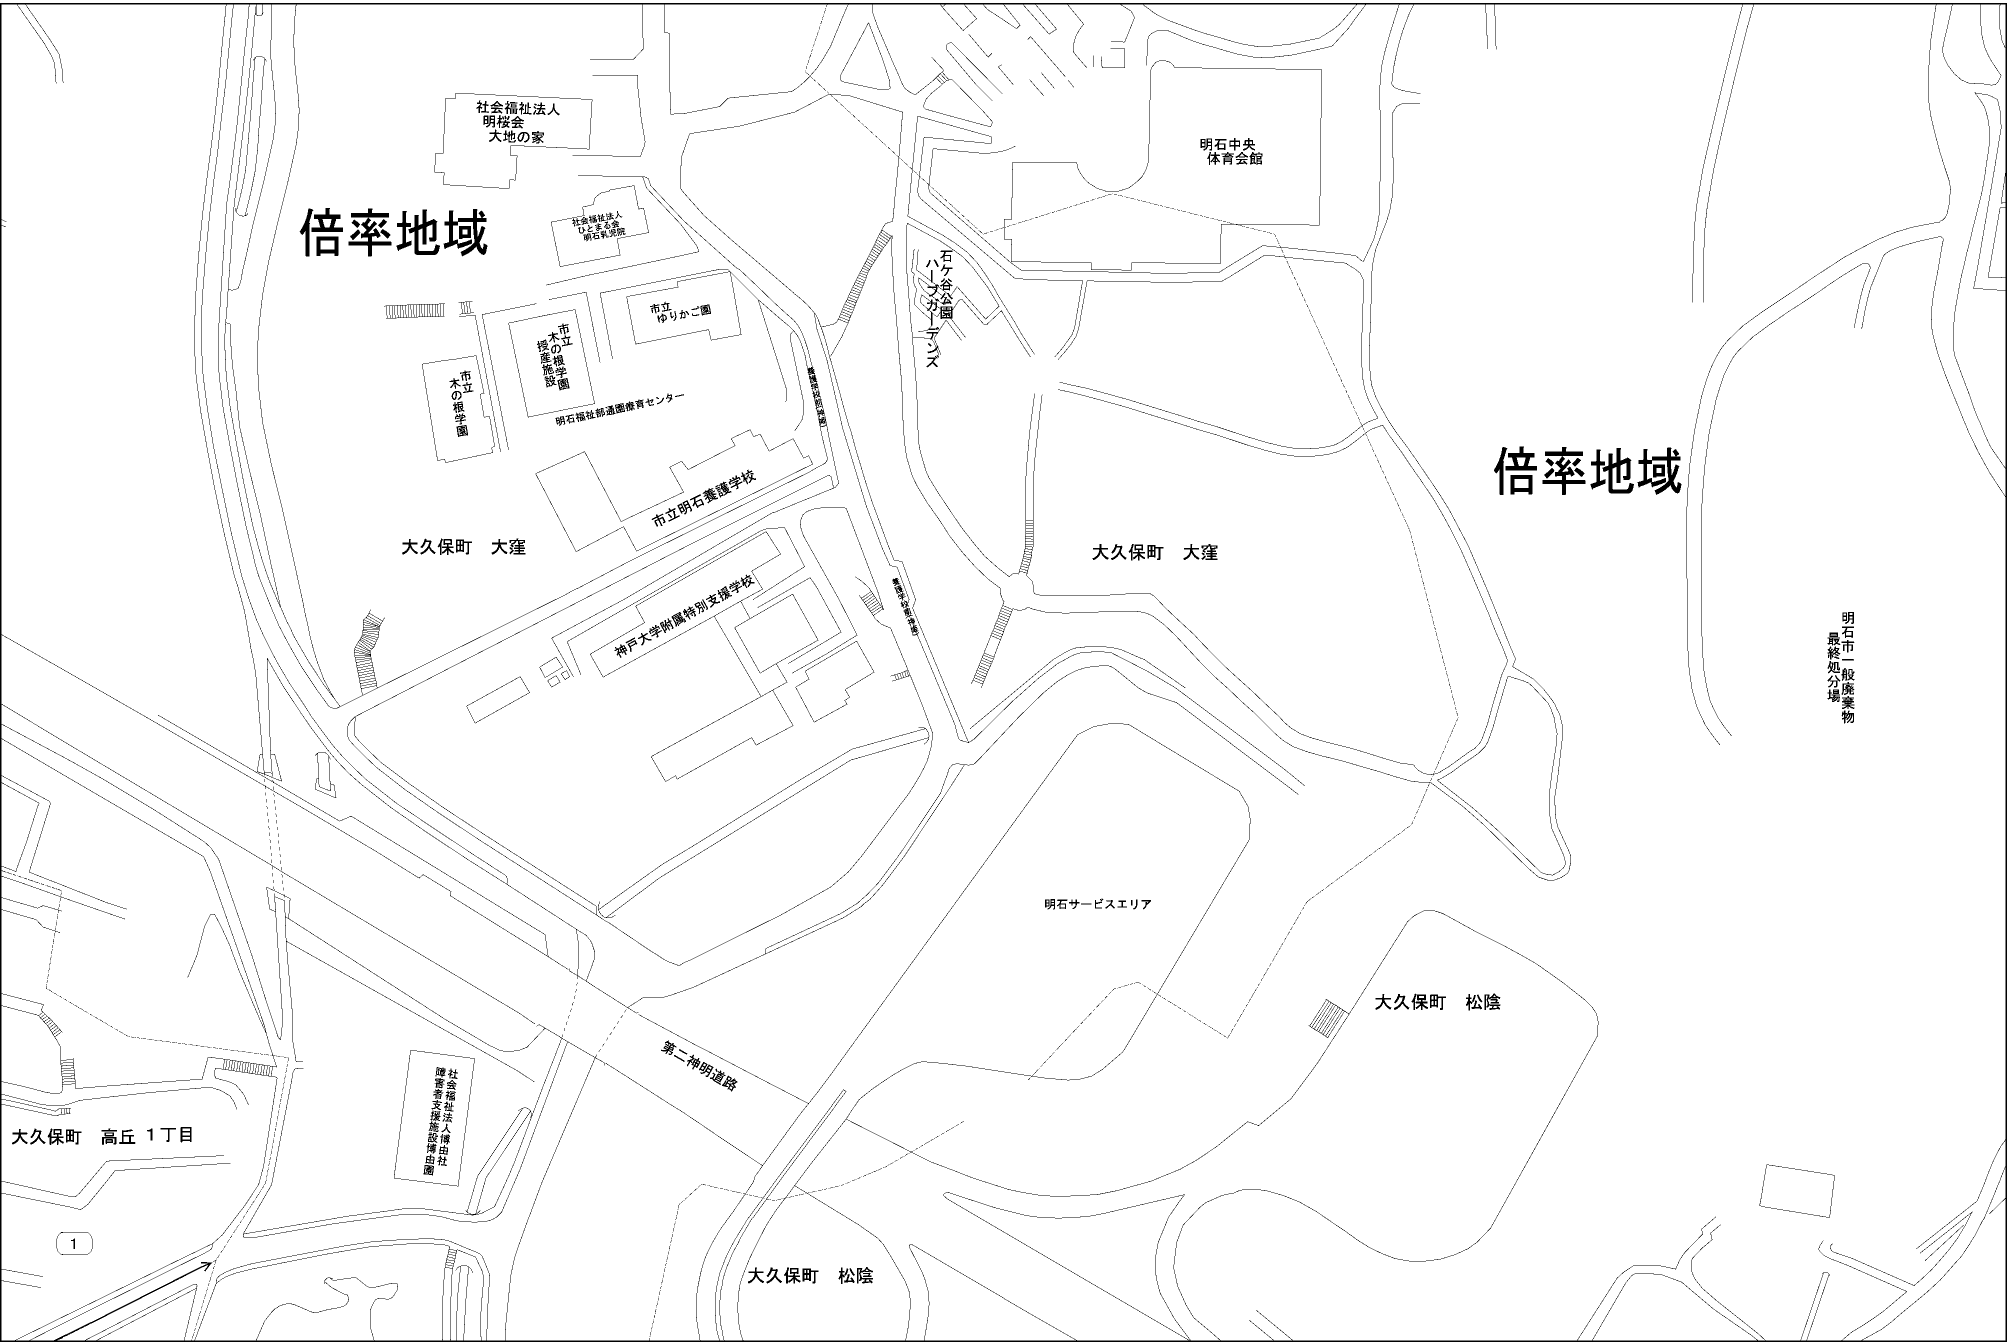 社会福祉法人
明桜会
大地の家
明石中央
体育会館
倍率地域
社会福祉法人
ひとまる会
明石乳児院
石ケ谷公園
ハーブガーデンズ
市立
ゆりかご園
市立
木の根学園
授産施設
市立
木の根学園
明石福祉部通園療育センター
倍率地域
市立明石養護学校
大久保町 大窪
大久保町 大窪
神戸大学附属特別支援学校
明石市一般廃棄物
最終処分場
明石サービスエリア
大久保町 松陰
第二神明道路
社会福祉法人博由社
障害者支援施設博由園
大久保町 高丘 1丁目
1
大久保町 松陰